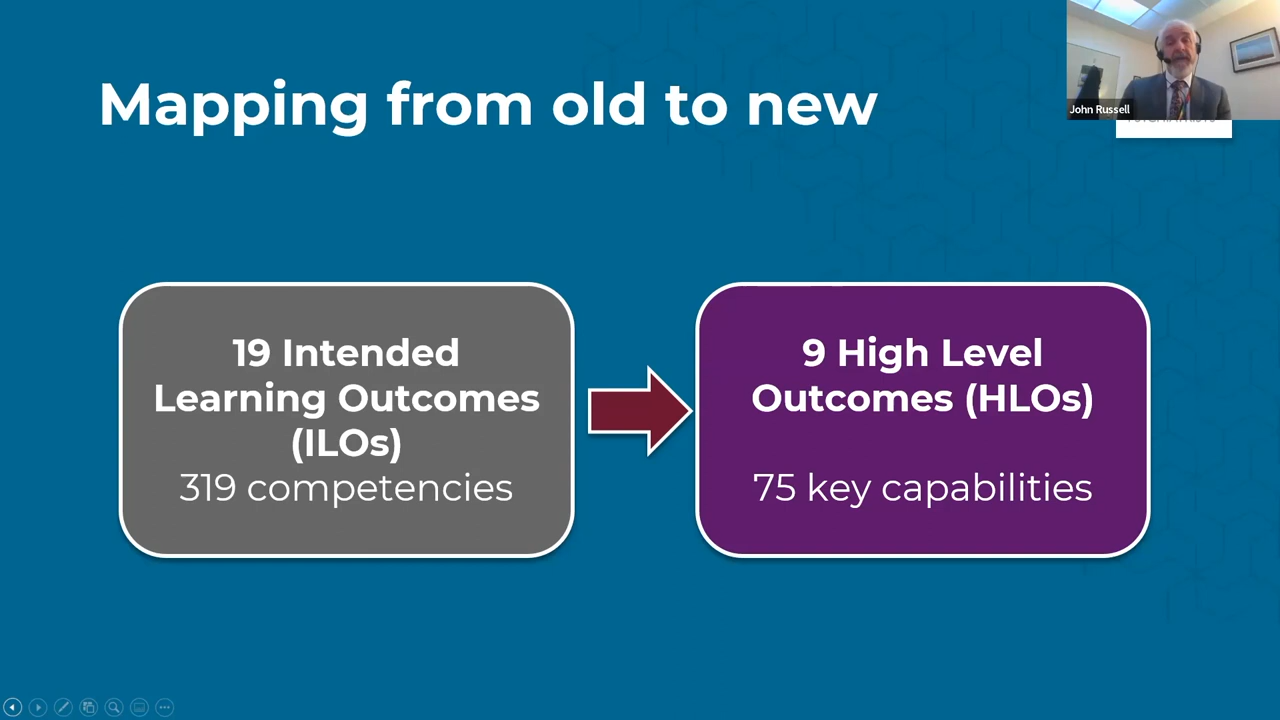 Mapping from old to new
John Russell
19 Intended
Learning Outcomes
(ILOs)
319 competencies
9 High Level
Outcomes (HLOs)
75 key capabilities